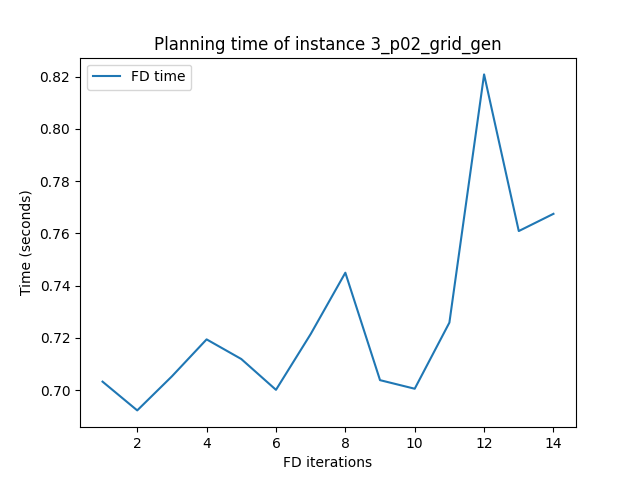 Planning time of instance 3_p02_grid_gen
FD time
0.82
0.80
0.78
0.76
0.74
0.72
0.70
Time (seconds)
2 4 6 8 10 12 14
FD iterations